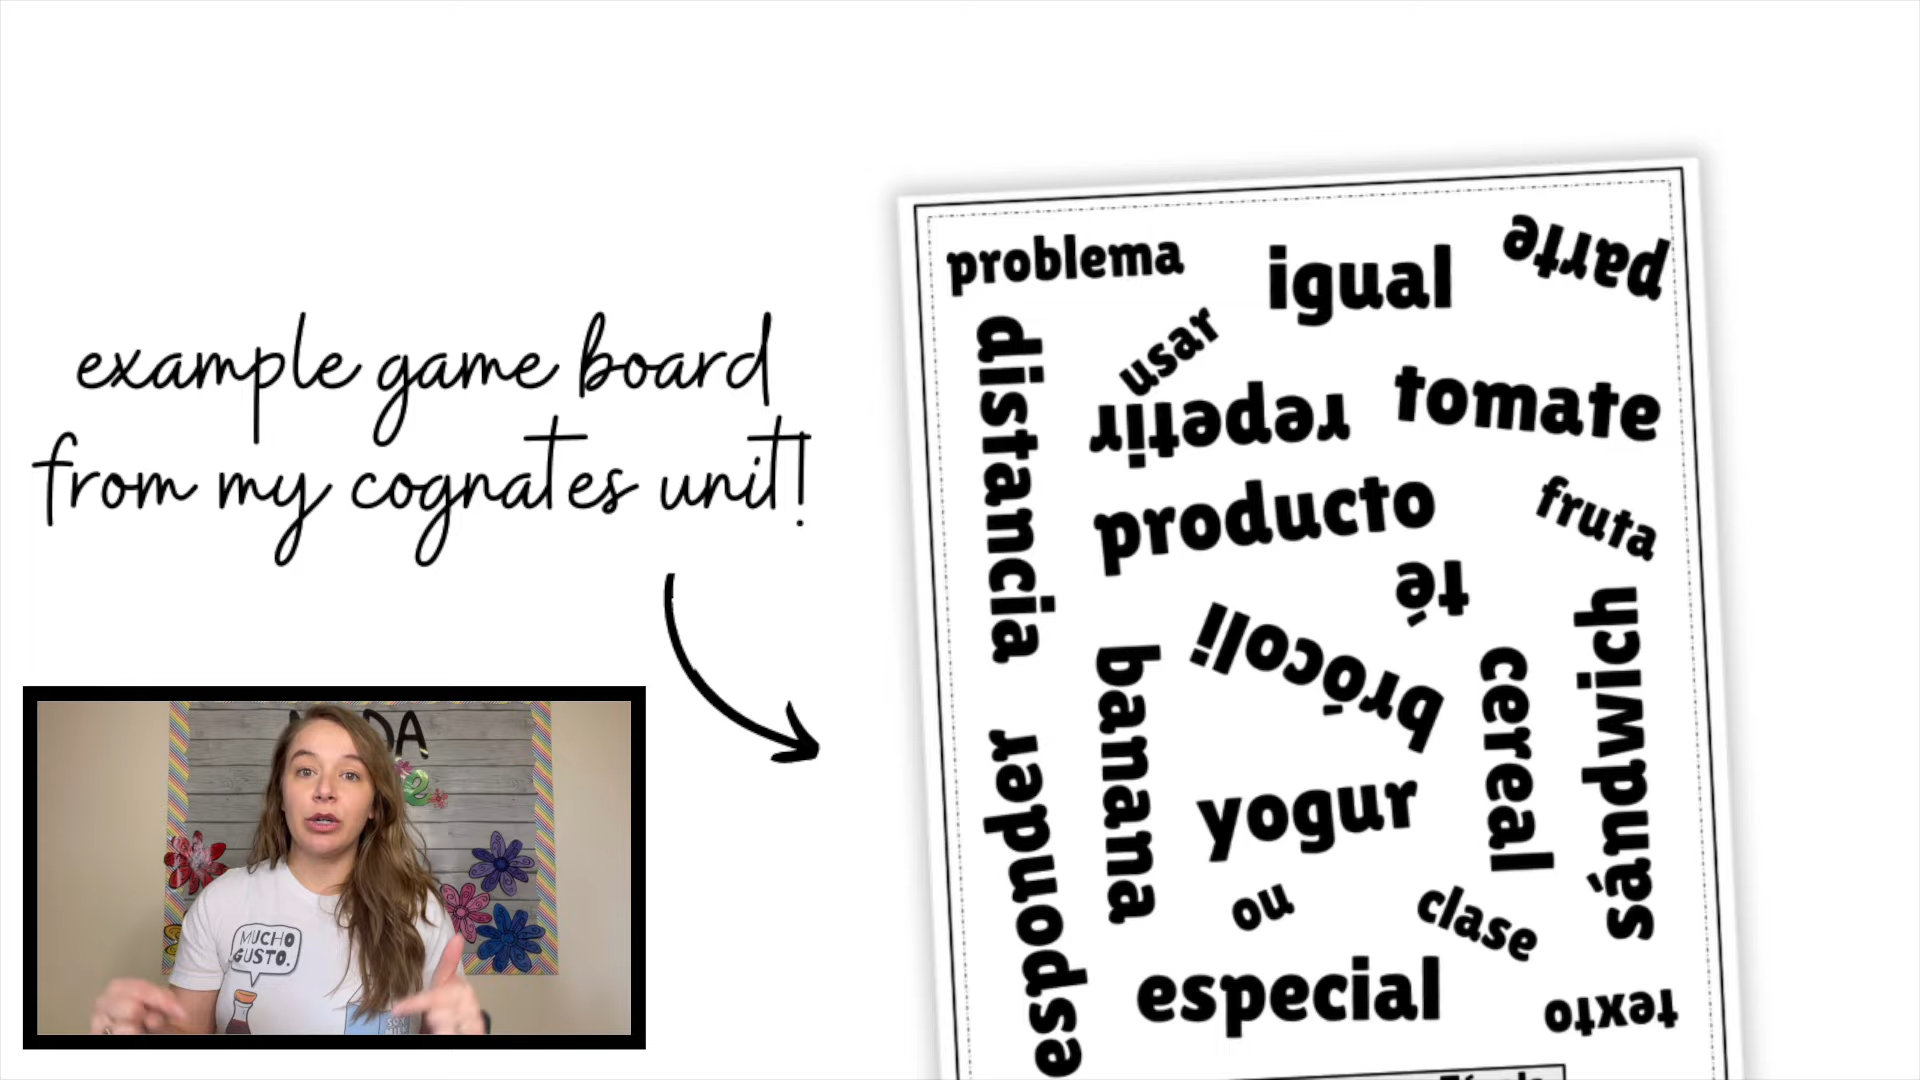 example game board
from my cognates unit!
problema
igual
parte
usar
distancia
repetir
tomate
producto
fruta
té
brócoli
sándwich
banana
cereal
esponder
yogur
no
clase
especial
texto
MUCHO
GUSTO.